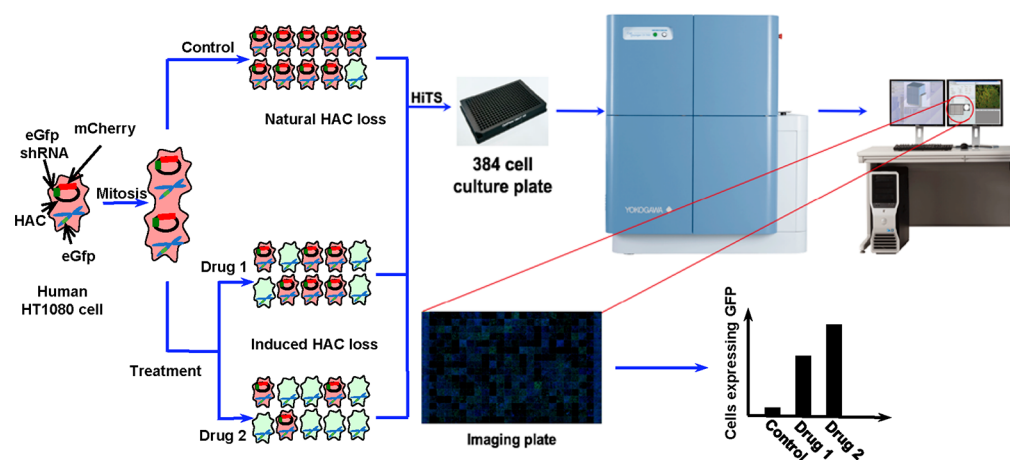 Control
eGfp
shRNA
mCherry
HAC
Mitosis
eGfp
Human
HT1080 cell
Natural HAC loss
Drug 1
Induced HAC loss
Treatment
Drug 2
HiTS
384 cell
culture plate
YOKOGAWA
Imaging plate
Cells expressing GFP
Control
Drug 1
Drug 2